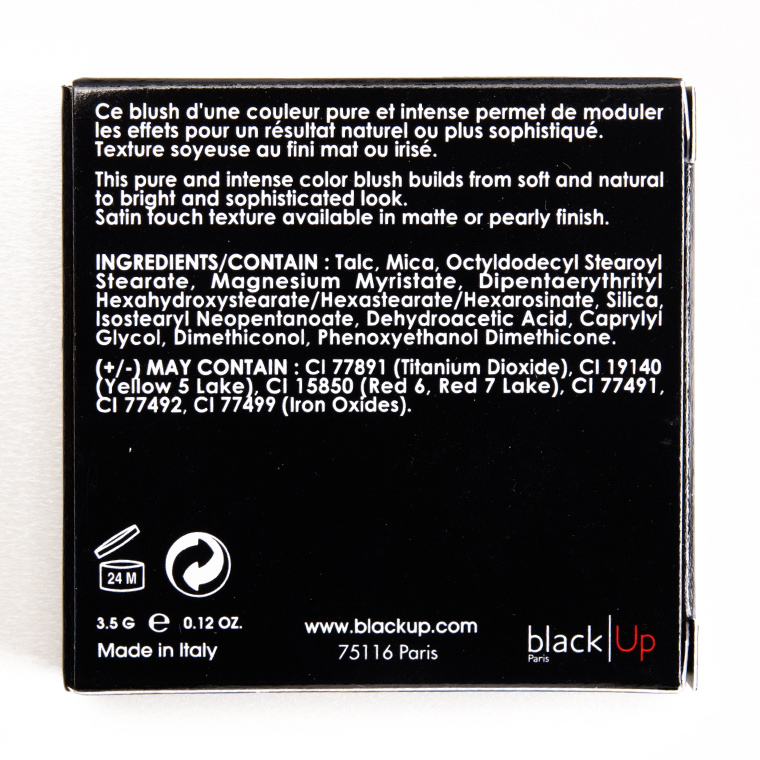 Ce blush d'une couleur pure et intense permet de moduler
les effets pour un résultat naturel ou plus sophistiqué.
Texture soyeuse au fini mat ou irisé.
This pure and intense color blush builds from soft and natural
to bright and sophisticated look.
Satin touch texture available in matte or pearly finish.
INGREDIENTS/CONTAIN : Talc, Mica, Octyldodecyl Stearoyl
Stearate, Magnesium Myristate, Dipentaerythrityl
Hexahydroxystearate/Hexastearate/Hexarosinate, Silica,
Isostearyl Neopentanoate, Dehydroacetic Acid, Caprylyl
Glycol, Dimethiconol, Phenoxyethanol Dimethicone.
(+/-) MAY CONTAIN : CI 77891 (Titanium Dioxide), CI 19140
(Yellow 5 Lake), CI 15850 (Red 6, Red 7 Lake), CI 77491,
CI 77492, CI 77499 (Iron Oxides).
24 M
3.5 G ℮ 0.12 OZ.
Made in Italy
www.blackup.com
75116 Paris
black|Up
Paris